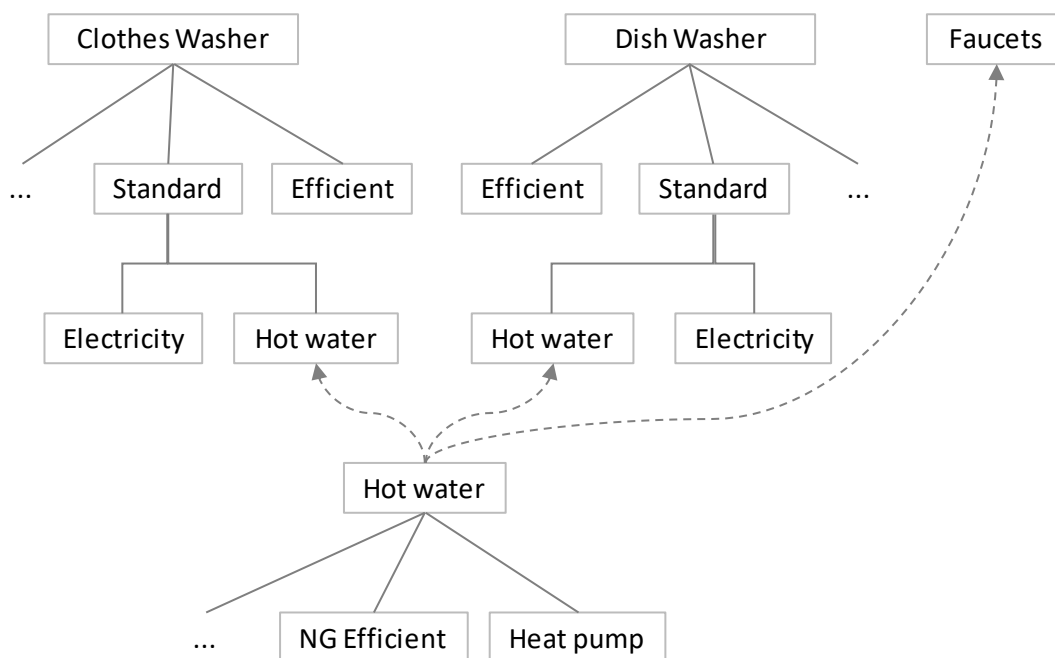 Clothes Washer
Dish Washer
Faucets
...
Standard
Efficient
Efficient
Standard
...
Electricity
Hot water
Hot water
Electricity
Hot water
...
NG Efficient
Heat pump